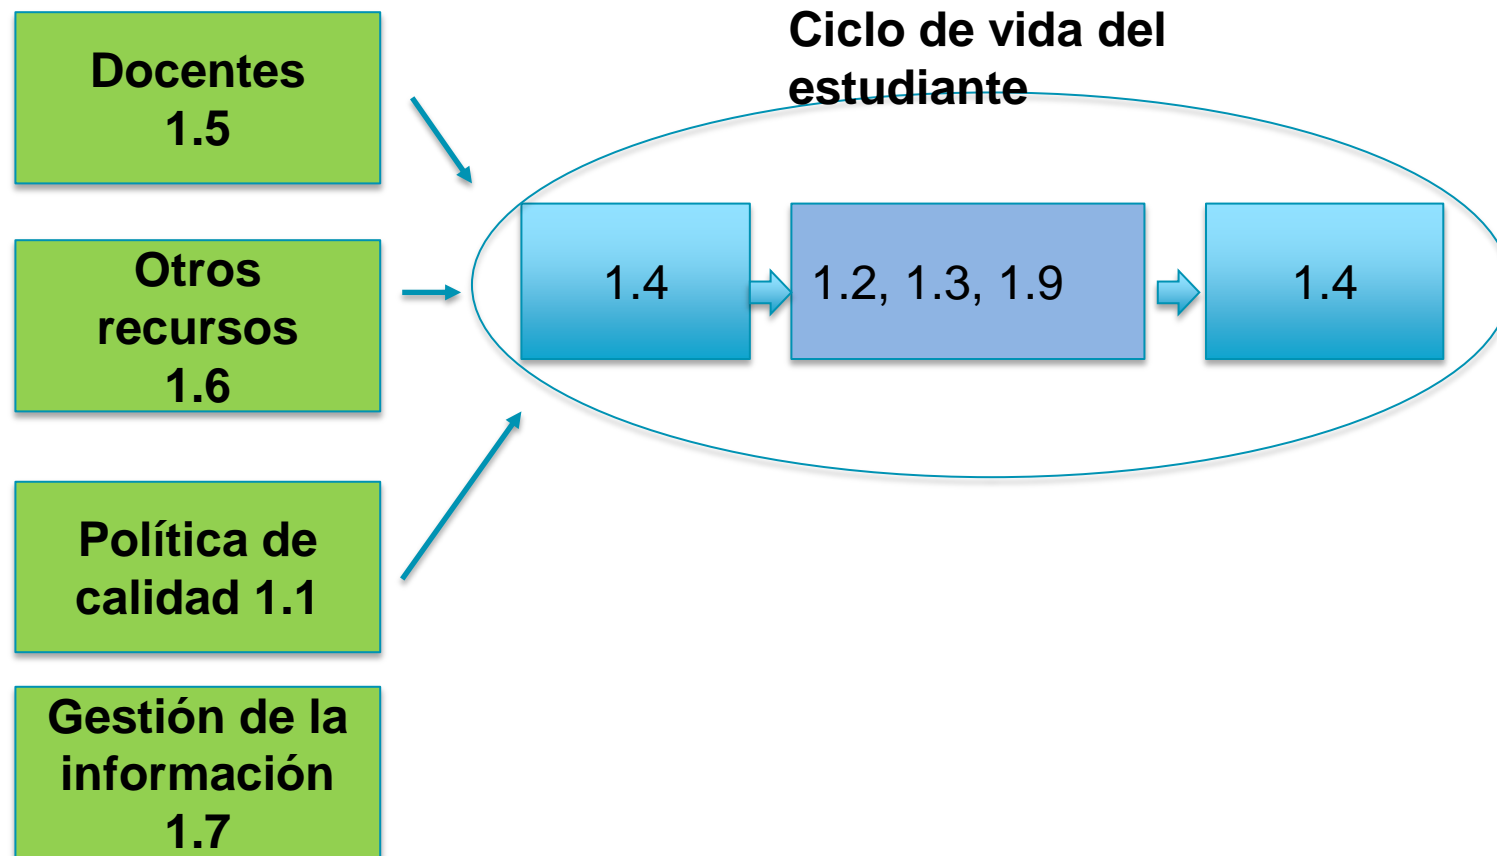 Docentes
1.5
Otros
recursos
1.6
Política de
calidad 1.1
Gestión de la
información
1.7
Ciclo de vida del
estudiante
1.4
1.2, 1.3, 1.9
1.4